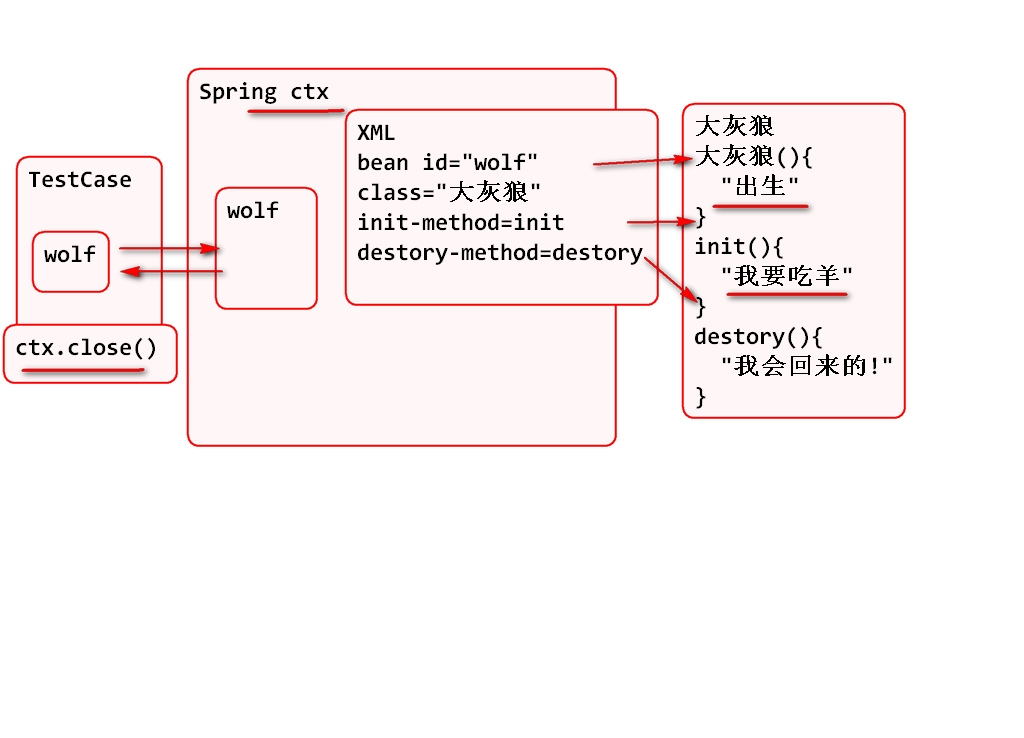 Spring ctx
XML
bean id="wolf"
class="大灰狼"
init-method=init
destory-method=destory
TestCase
wolf
wolf
ctx.close()
大灰狼
大灰狼(){
"出生"
}
init(){
"我要吃羊"
}
destory(){
"我会回来的!"
}